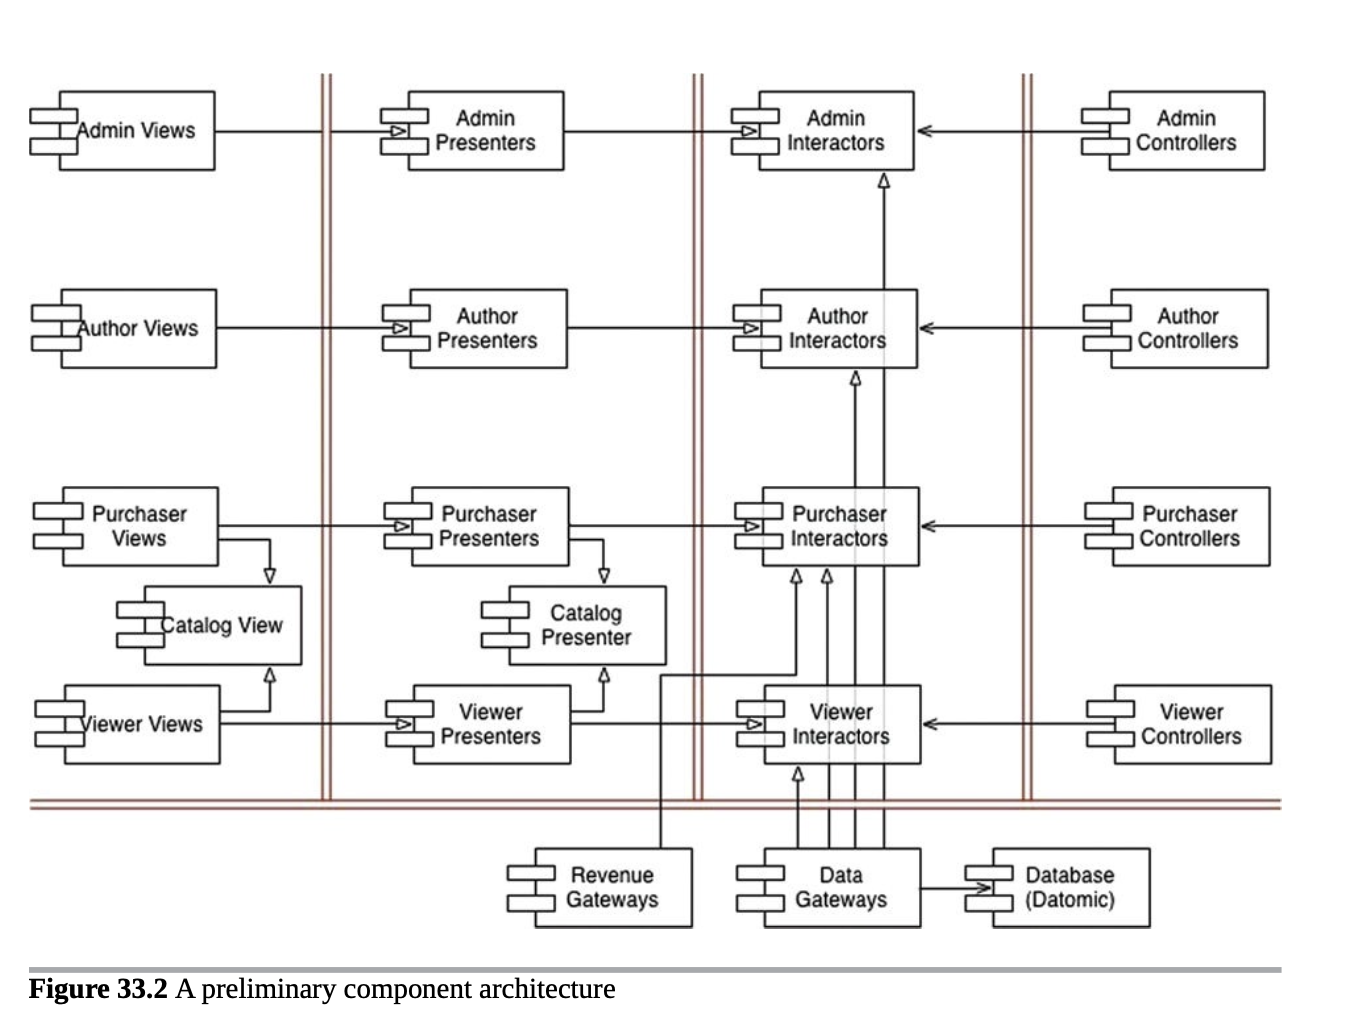 Admin Views
Admin
Presenters
Admin
Interactors
Admin
Controllers
Author Views
Author
Presenters
Author
Interactors
Author
Controllers
Purchaser
Views
Purchaser
Presenters
Purchaser
Interactors
Purchaser
Controllers
Catalog View
Catalog
Presenter
Viewer Views
Viewer
Presenters
Viewer
Interactors
Viewer
Controllers
Revenue
Gateways
Data
Gateways
Database
(Datomic)
Figure 33.2 A preliminary component architecture